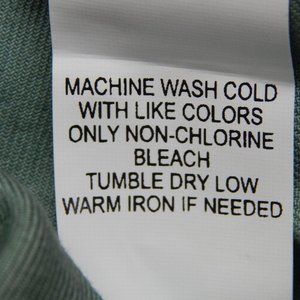 MACHINE WASH COLD
WITH LIKE COLORS
ONLY NON-CHLORINE
BLEACH
TUMBLE DRY LOW
WARM IRON IF NEEDED